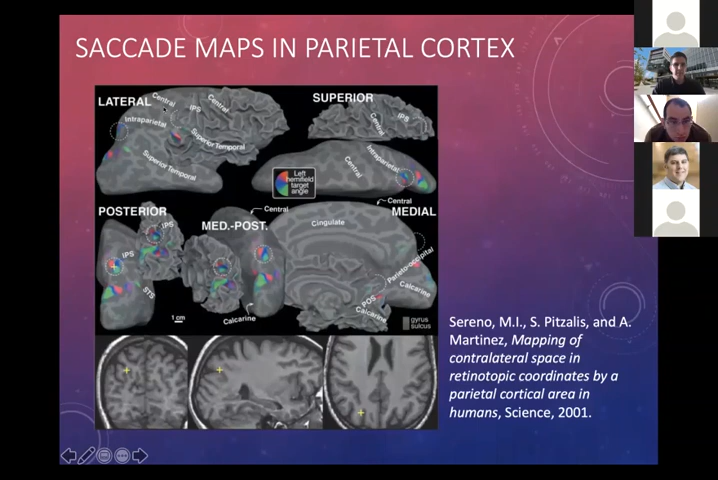 SACCADE MAPS IN PARIETAL CORTEX
LATERAL
Central
IPS
Central
Intraparietal
Superior Temporal
Superior Temporal
SUPERIOR
Central
IPS
Central
Intraparietal
Left
hemifield
target
angle
POSTERIOR
IPS
IPS
STS
1 cm
MED.-POST.
Central
Calcarine
Central
MEDIAL
Cingulate
Parieto-occipital
POS
Calcarine
Calcarine
gyrus
sulcus
Sereno, M.I., S. Pitzalis, and A.
Martinez, Mapping of
contralateral space in
retinotopic coordinates by a
parietal cortical area in
humans, Science, 2001.